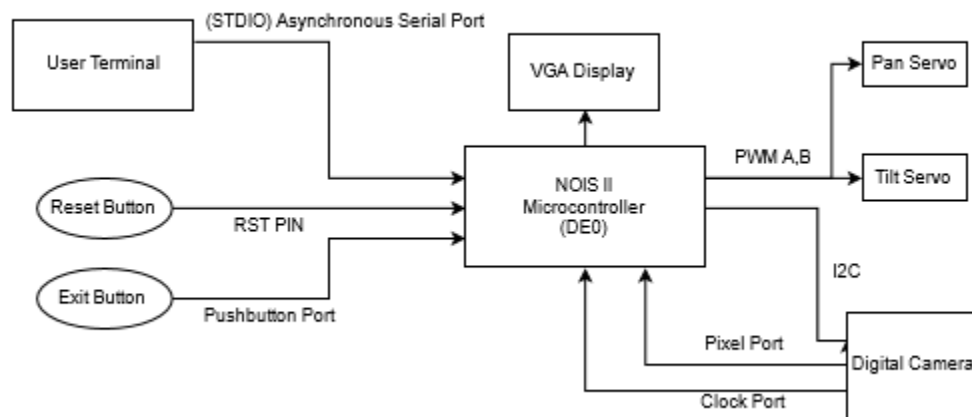 (STDIO) Asynchronous Serial Port
User Terminal
VGA Display
Pan Servo
PWM A,B
Tilt Servo
NOIS II
Microcontroller
(DE0)
Reset Button
RST PIN
Exit Button
Pushbutton Port
I2C
Pixel Port
Digital Camera
Clock Port